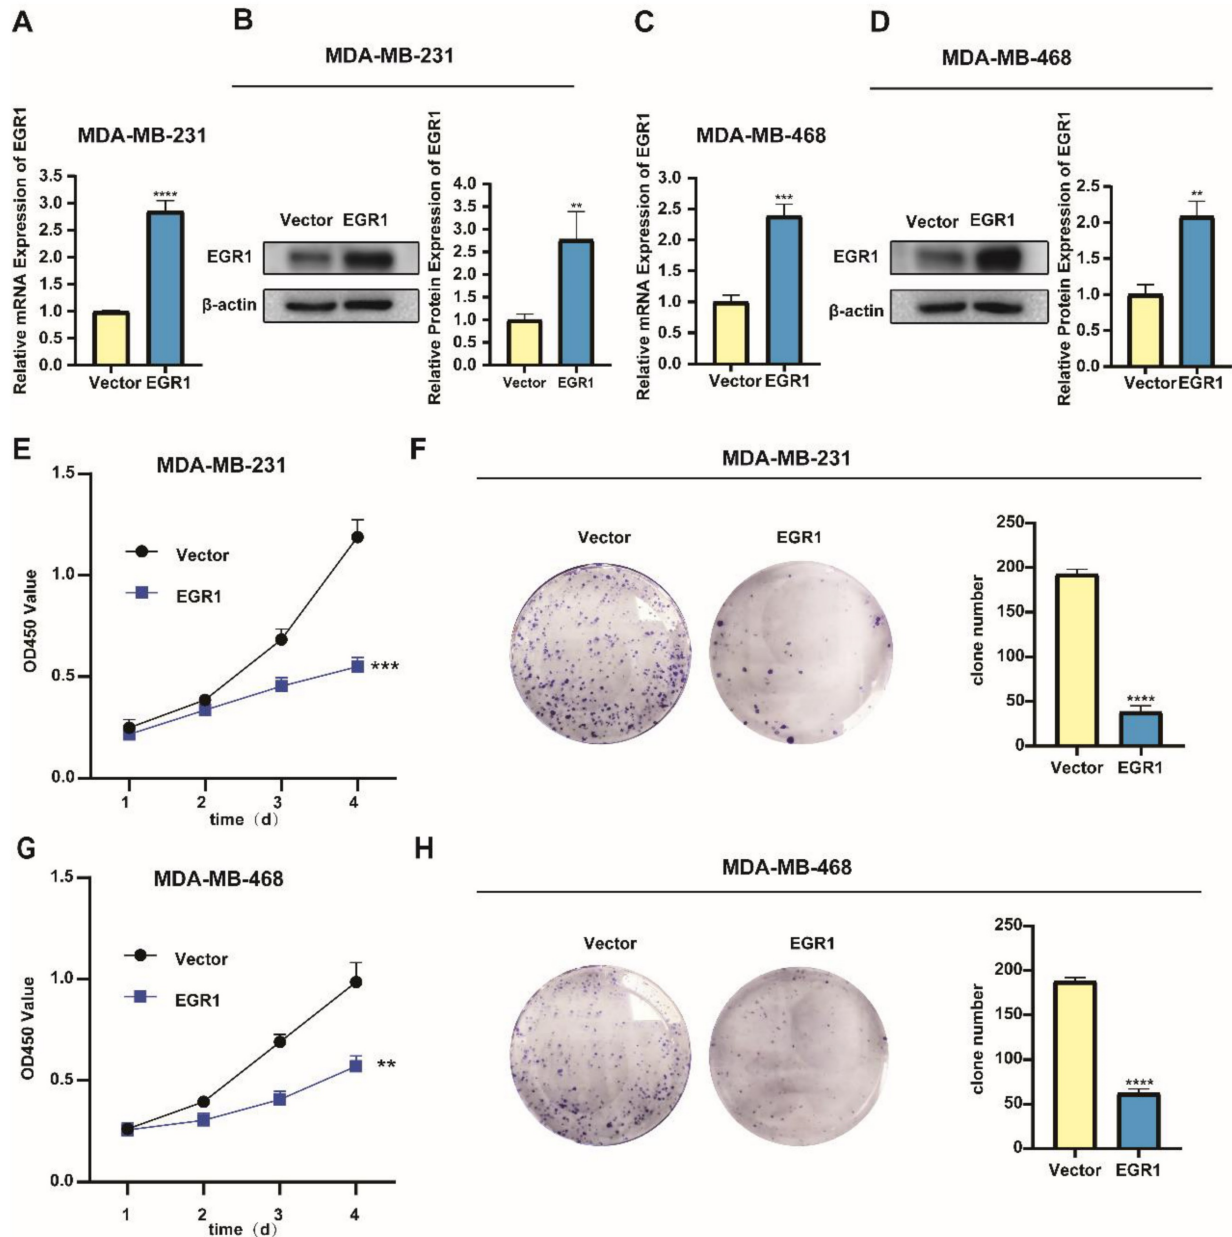 A
B
MDA-MB-231
C
D
MDA-MB-468
MDA-MB-231
Relative mRNA Expression of EGR1
3.5
3.0
2.5
2.0
1.5
1.0
0.5
0.0
****
Vector EGR1
Vector EGR1
EGR1
β-actin
Relative Protein Expression of EGR1
4.0
3.5
3.0
2.5
2.0
1.5
1.0
0.5
0.0
**
Vector EGR1
MDA-MB-468
Relative mRNA Expression of EGR1
3.0
2.5
2.0
1.5
1.0
0.5
0.0
***
Vector EGR1
Vector EGR1
EGR1
β-actin
Relative Protein Expression of EGR1
2.5
2.0
1.5
1.0
0.5
0.0
**
Vector EGR1
E
MDA-MB-231
OD450 Value
1.5
1.0
0.5
0.0
Vector
EGR1
***
1 2 3 4
time（d）
F
MDA-MB-231
Vector EGR1
clone number
250
200
150
100
50
0
****
Vector EGR1
G
MDA-MB-468
OD450 Value
1.5
1.0
0.5
0.0
Vector
EGR1
**
1 2 3 4
time（d）
H
MDA-MB-468
Vector EGR1
clone number
250
200
150
100
50
0
****
Vector EGR1